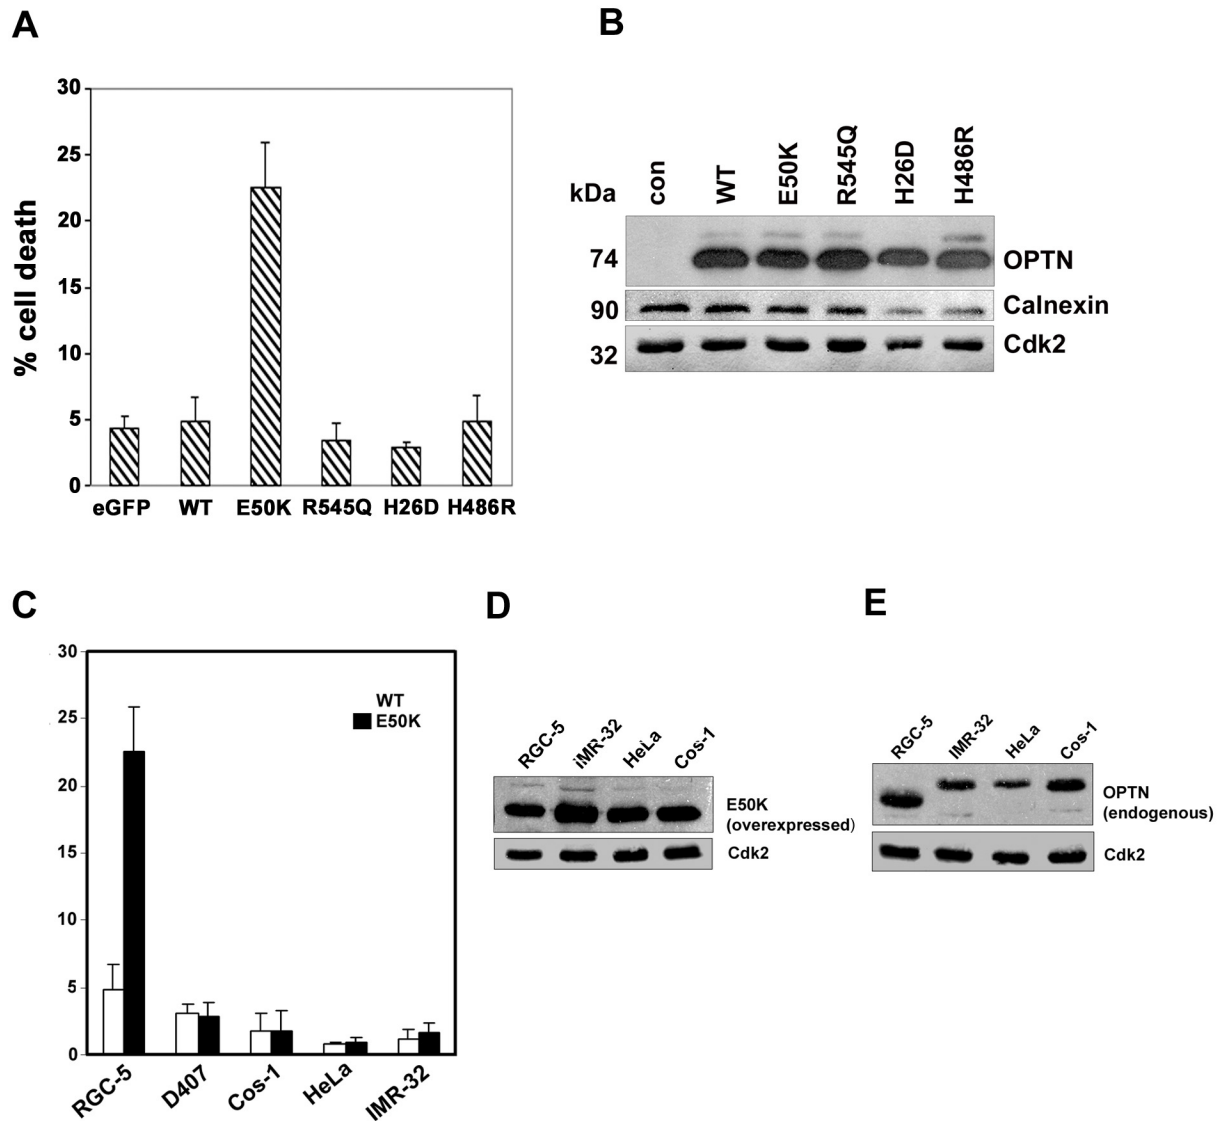 A
30
25
20
15
10
5
0
% cell death
eGFP WT E50K R545Q H26D H486R
B
kDa
con WT E50K R545Q H26D H486R
74 OPTN
90 Calnexin
32 Cdk2
C
30
25
20
15
10
5
0
WT
E50K
RGC-5 D407 Cos-1 HeLa IMR-32
D
RGC-5 iMR-32 HeLa Cos-1
E50K
(overexpressed)
Cdk2
E
RGC-5 IMR-32 HeLa Cos-1
OPTN
(endogenous)
Cdk2